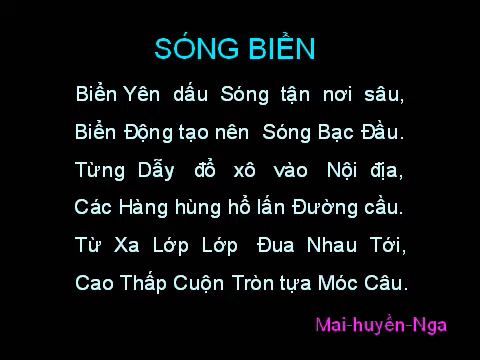 SÓNG BIỂN
Biển Yên dấu Sóng tận nơi sâu,
Biển Động tạo nên Sóng Bạc Đầu.
Từng Dẫy đổ xô vào Nội địa,
Các Hàng hùng hổ lấn Đường cầu.
Từ Xa Lớp Lớp Đua Nhau Tới,
Cao Thấp Cuộn Tròn tựa Móc Câu.
Mai-huyền-Nga